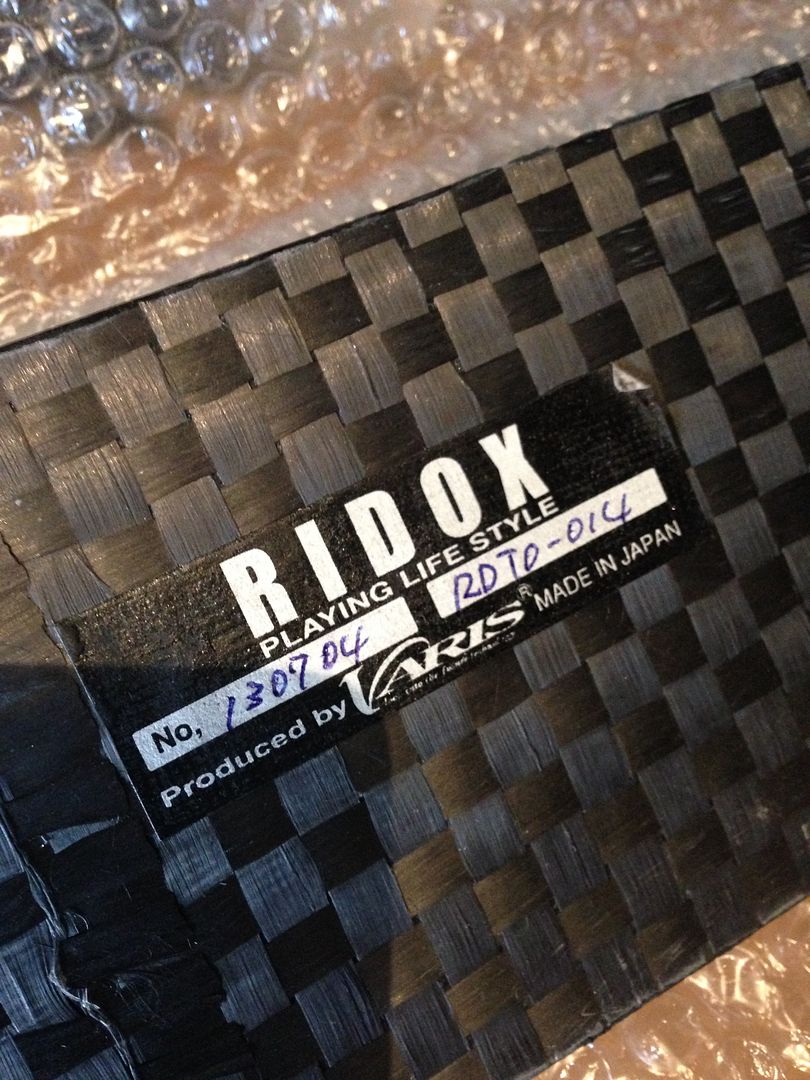 RIDOX
PLAYING LIFE STYLE
No, 130704 RDTO-014
Produced by VARIS® MADE IN JAPAN